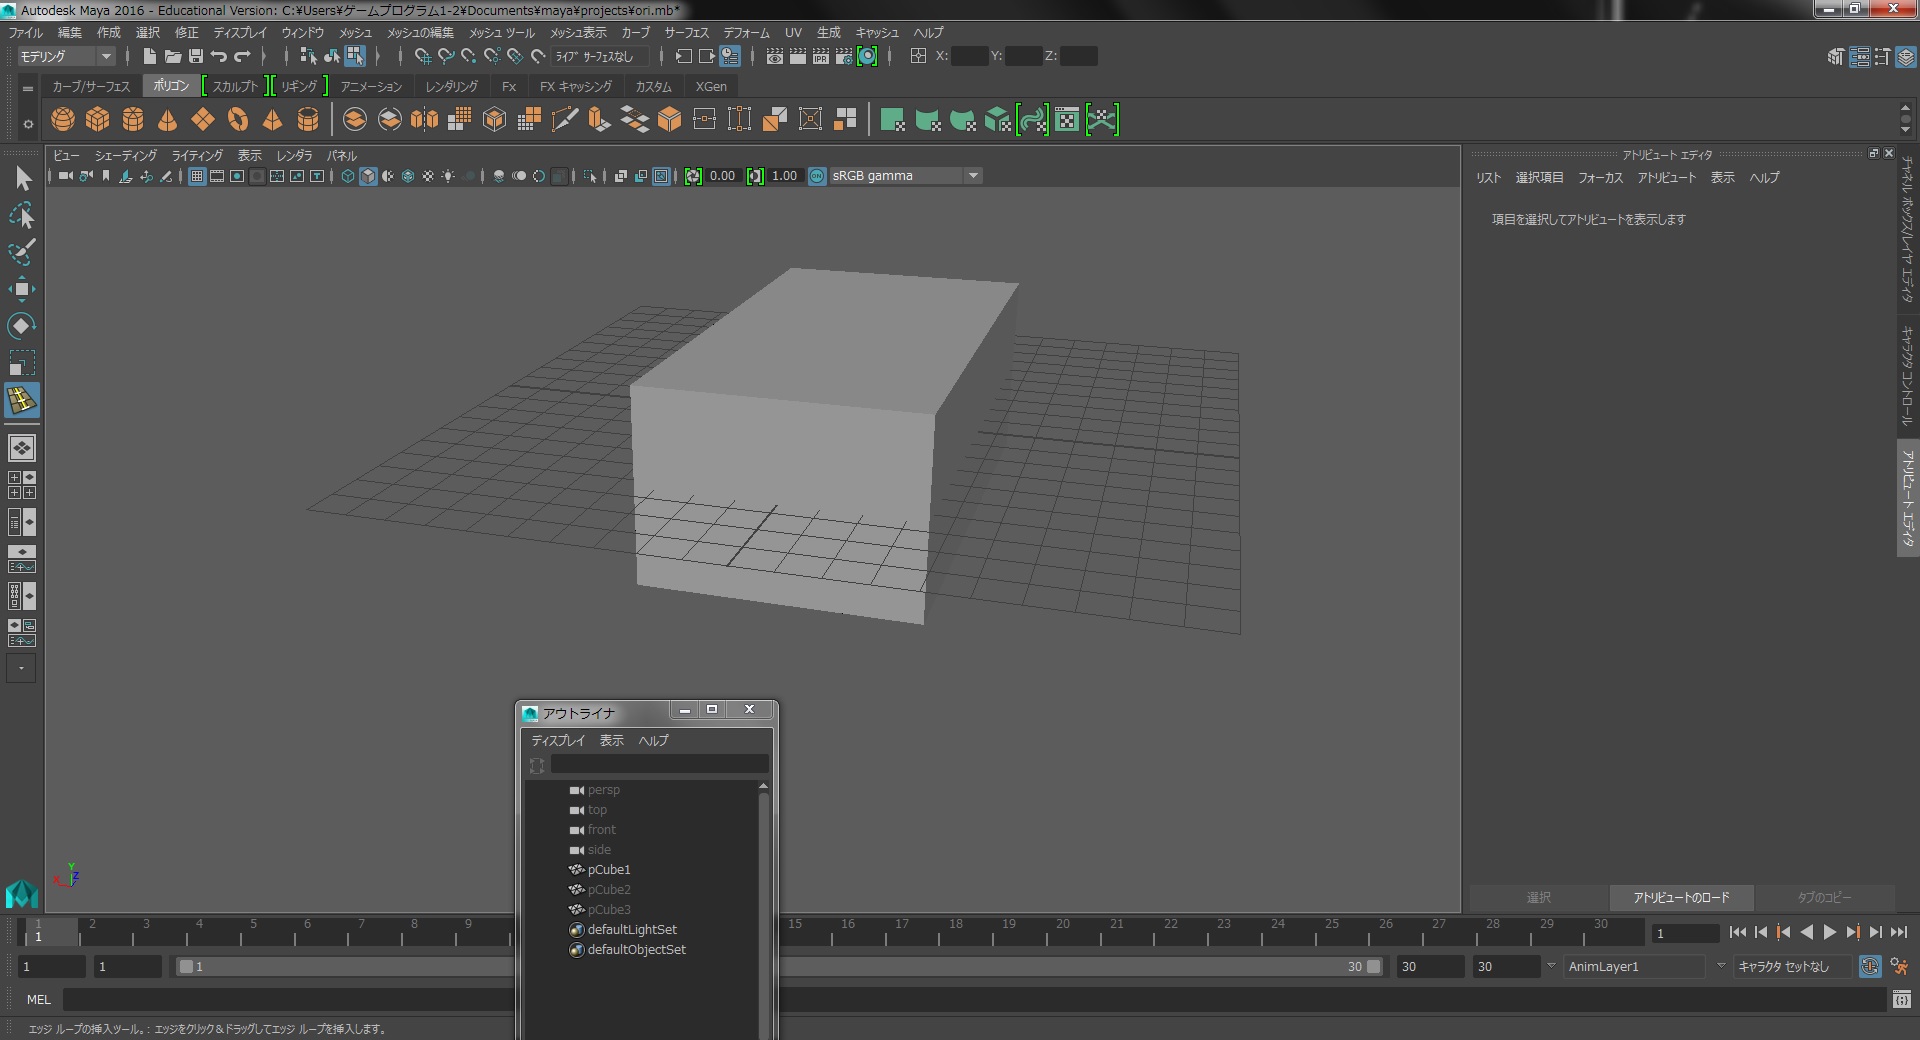 Autodesk Maya 2016 - Educational Version: C:¥Users¥ゲームプログラム1-2¥Documents¥maya¥projects¥ori.mb*
ファイル 編集 作成 選択 修正 ディスプレイ ウィンドウ メッシュ メッシュの編集 メッシュ ツール メッシュ表示 カーブ サーフェス デフォーム UV 生成 キャッシュ ヘルプ
モデリング ライブ サーフェスなし X: Y: Z:
カーブ/サーフェス ポリゴン スカルプト リギング アニメーション レンダリング Fx FX キャッシング カスタム XGen
ビュー シェーディング ライティング 表示 レンダラ パネル
0.00 1.00 ON sRGB gamma
アトリビュート エディタ
リスト 選択項目 フォーカス アトリビュート 表示 ヘルプ
項目を選択してアトリビュートを表示します
チャネル ボックス/レイヤ エディタ
キャラクタ コントロール
アトリビュート エディタ
アウトライナ
ディスプレイ 表示 ヘルプ
persp
top
front
side
pCube1
pCube2
pCube3
defaultLightSet
defaultObjectSet
Y
X Z
選択 アトリビュートのロード タブのコピー
1 2 3 4 5 6 7 8 9 15 16 17 18 19 20 21 22 23 24 25 26 27 28 29 30
1 1
1 1 1 30 30 30 AnimLayer1 キャラクタ セットなし
MEL
エッジ ループの挿入ツール。: エッジをクリック＆ドラッグしてエッジ ループを挿入します。